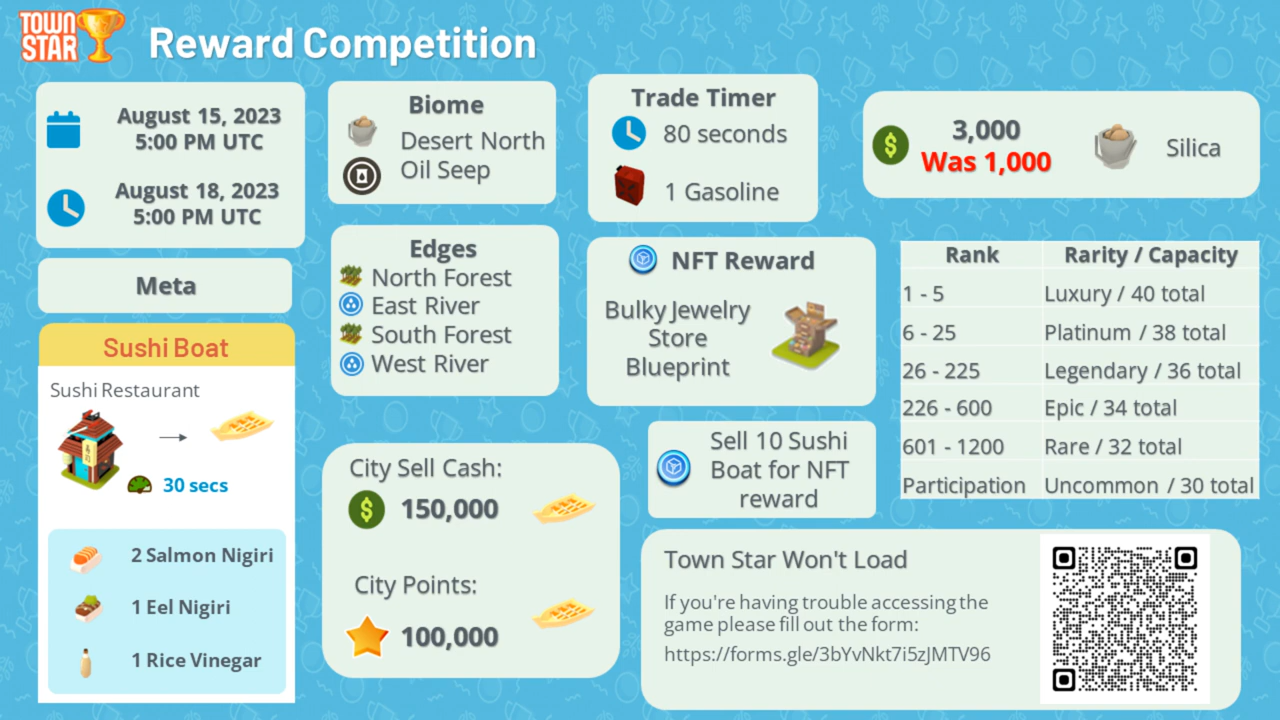 TOWN
STAR
Reward Competition
August 15, 2023
5:00 PM UTC
August 18, 2023
5:00 PM UTC
Meta
Sushi Boat
Sushi Restaurant
30 secs
2 Salmon Nigiri
1 Eel Nigiri
1 Rice Vinegar
Biome
Desert North
Oil Seep
Edges
North Forest
East River
South Forest
West River
City Sell Cash:
$ 150,000
City Points:
100,000
Trade Timer
80 seconds
1 Gasoline
NFT Reward
Bulky Jewelry
Store
Blueprint
Sell 10 Sushi
Boat for NFT
reward
$ 3,000
Was 1,000
Silica
Rank Rarity / Capacity
1 - 5 Luxury / 40 total
6 - 25 Platinum / 38 total
26 - 225 Legendary / 36 total
226 - 600 Epic / 34 total
601 - 1200 Rare / 32 total
Participation Uncommon / 30 total
Town Star Won't Load
If you're having trouble accessing the
game please fill out the form:
https://forms.gle/3bYvNkt7i5zJMTV96